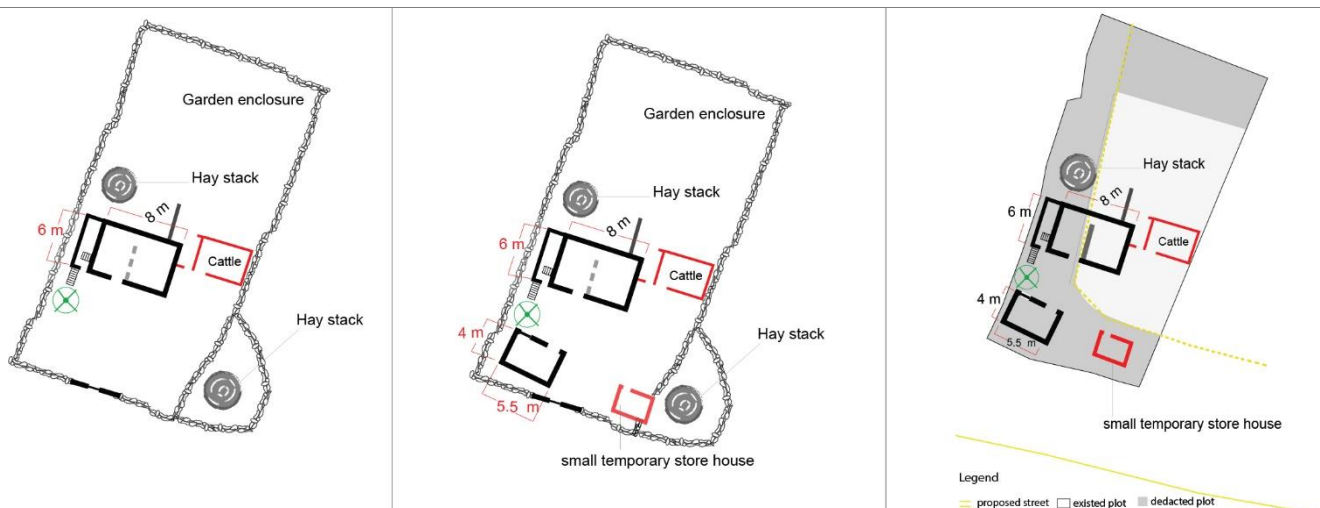 Garden enclosure
Hay stack
8 m
6 m
Cattle
Hay stack
Garden enclosure
Hay stack
8 m
6 m
Cattle
4 m
Hay stack
5.5 m
small temporary store house
Hay stack
8 m
6 m
Cattle
4 m
5.5 m
small temporary store house
Legend
proposed street existed plot dedacted plot